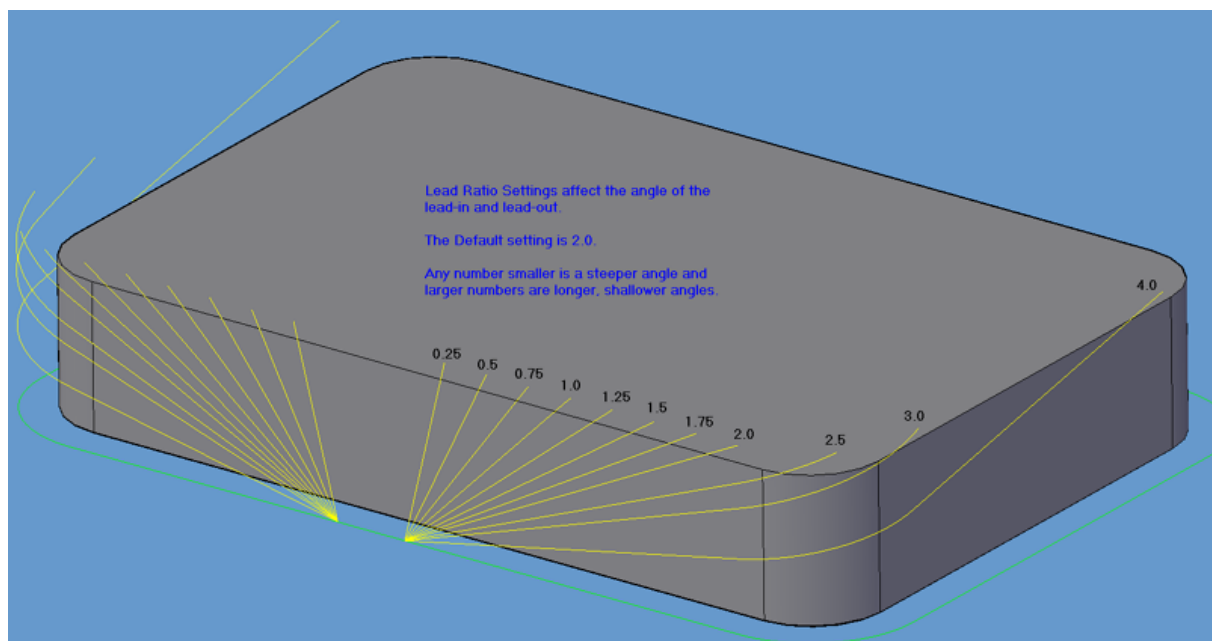 Lead Ratio Settings affect the angle of the
lead-in and lead-out.
The Default setting is 2.0.
Any number smaller is a steeper angle and
larger numbers are longer, shallower angles.
4.0
0.25
0.5
0.75
1.0
1.25
1.5
1.75
2.0
2.5
3.0